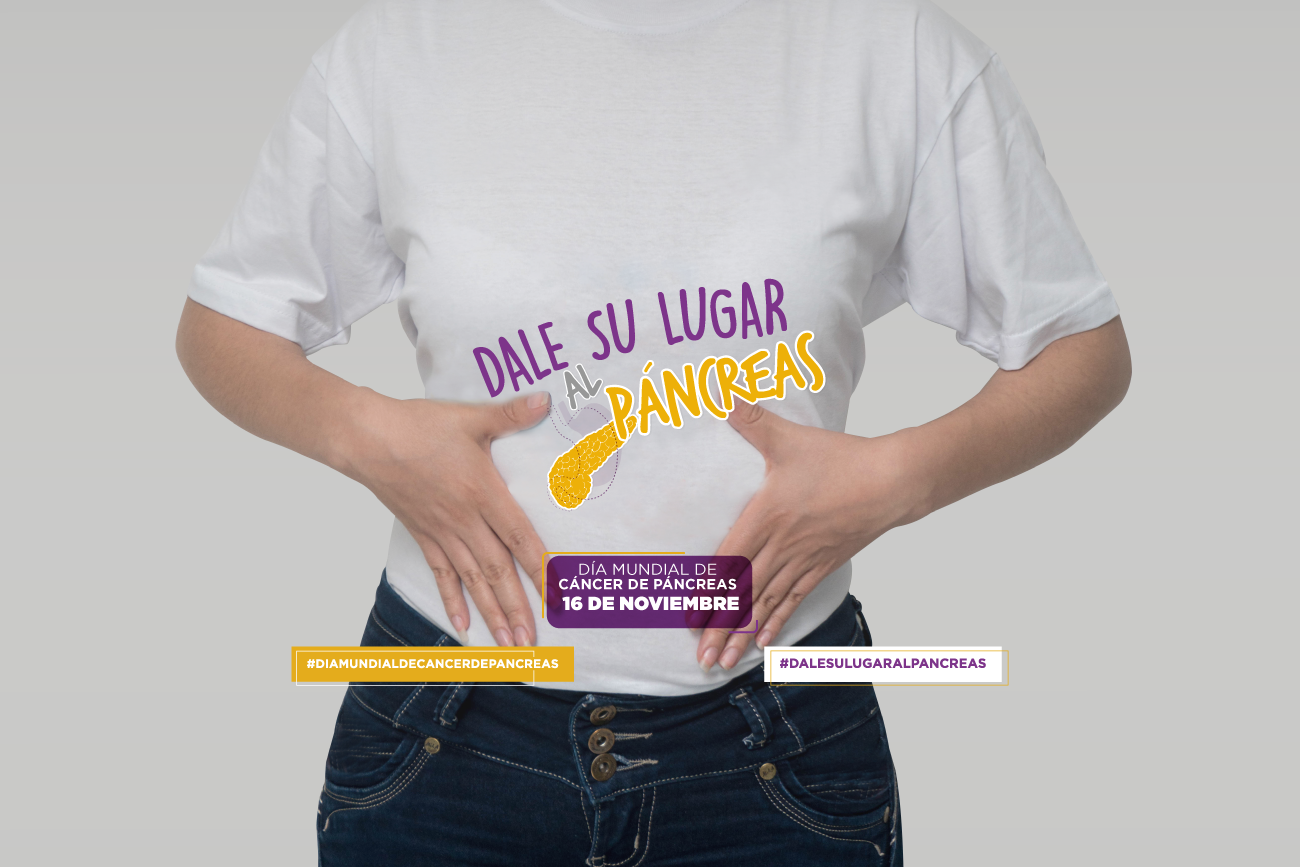 DALE SU LUGAR
AL
PÁNCREAS
DÍA MUNDIAL DE
CÁNCER DE PÁNCREAS
16 DE NOVIEMBRE
#DIAMUNDIALDECANCERDEPANCREAS
#DALESULUGARALPANCREAS